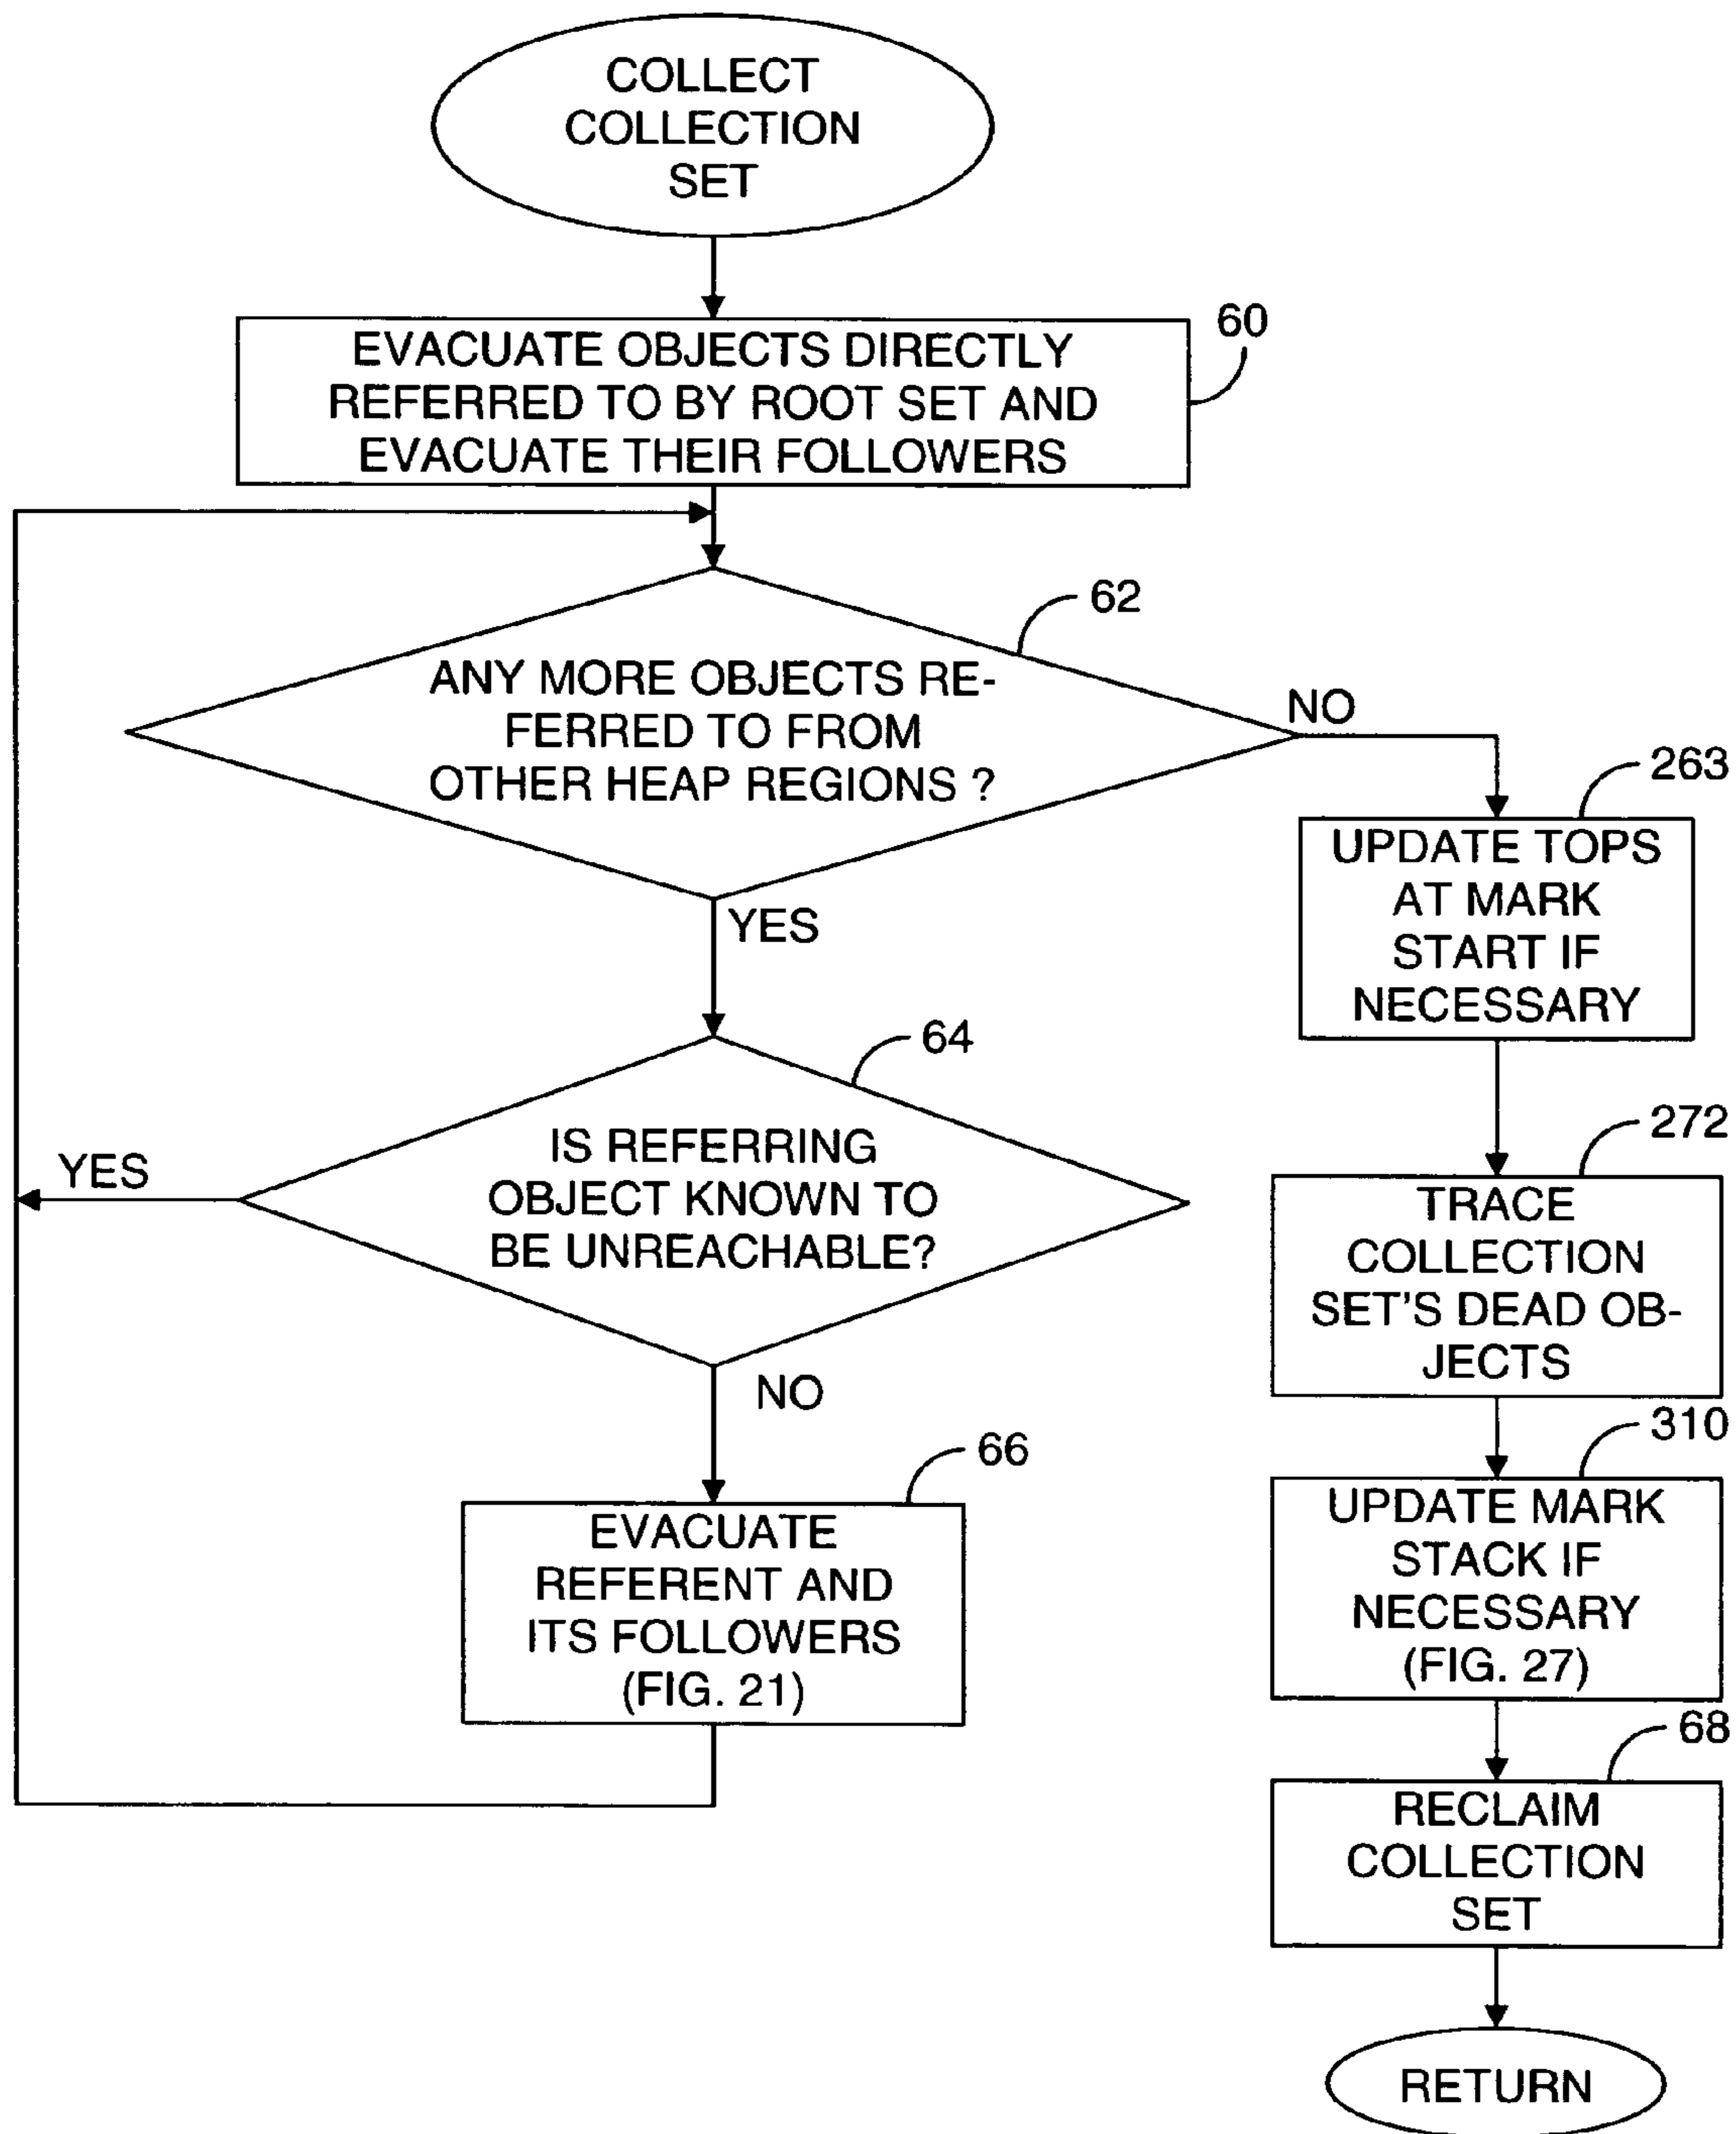 COLLECT
COLLECTION
SET
60
EVACUATE OBJECTS DIRECTLY
REFERRED TO BY ROOT SET AND
EVACUATE THEIR FOLLOWERS
62
ANY MORE OBJECTS RE-
FERRED TO FROM
OTHER HEAP REGIONS ?
NO
YES
64
IS REFERRING
OBJECT KNOWN TO
BE UNREACHABLE?
YES
NO
66
EVACUATE
REFERENT AND
ITS FOLLOWERS
(FIG. 21)
263
UPDATE TOPS
AT MARK
START IF
NECESSARY
272
TRACE
COLLECTION
SET'S DEAD OB-
JECTS
310
UPDATE MARK
STACK IF
NECESSARY
(FIG. 27)
68
RECLAIM
COLLECTION
SET
RETURN